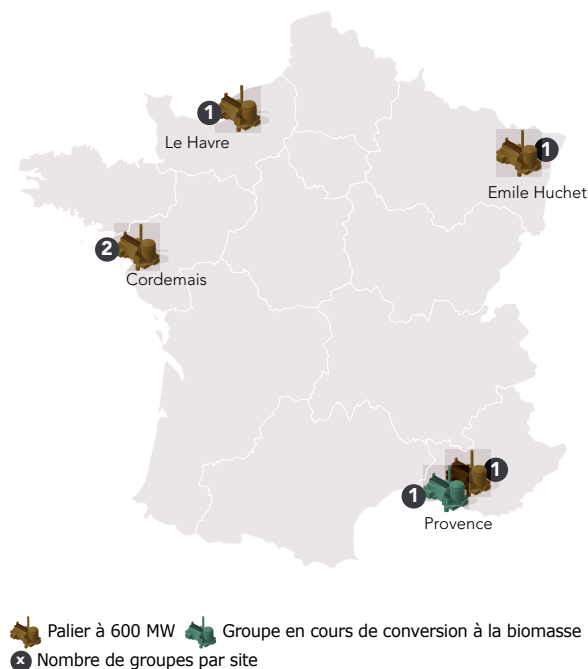 1
Le Havre
1
Emile Huchet
2
Cordemais
1
1
Provence
Palier à 600 MW Groupe en cours de conversion à la biomasse
x Nombre de groupes par site